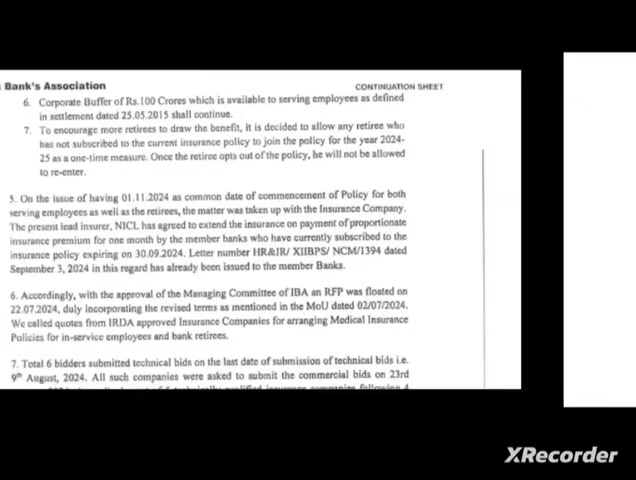 Bank's Association
CONTINUATION SHEET
6. Corporate Buffer of Rs.100 Crores which is available to serving employees as defined
in settlement dated 25.05.2015 shall continue.
7. To encourage more retirees to draw the benefit, it is decided to allow any retiree who
has not subscribed to the current insurance policy to join the policy for the year 2024-
25 as a one-time measure. Once the retiree opts out of the policy, he will not be allowed
to re-enter.
5. On the issue of having 01.11.2024 as common date of commencement of Policy for both
serving employees as well as the retirees, the matter was taken up with the Insurance Company.
The present lead insurer, NICL has agreed to extend the insurance on payment of proportionate
insurance premium for one month by the member banks who have currently subscribed to the
insurance policy expiring on 30.09.2024. Letter number HR&IR/ XIIBPS/ NCM/1394 dated
September 3, 2024 in this regard has already been issued to the member Banks.
6. Accordingly, with the approval of the Managing Committee of IBA an RFP was floated on
22.07.2024, duly incorporating the revised terms as mentioned in the MoU dated 02/07/2024.
We called quotes from IRDA approved Insurance Companies for arranging Medical Insurance
Policies for in-service employees and bank retirees.
7. Total 6 bidders submitted technical bids on the last date of submission of technical bids i.e.
9th August, 2024. All such companies were asked to submit the commercial bids on 23rd
XRecorder